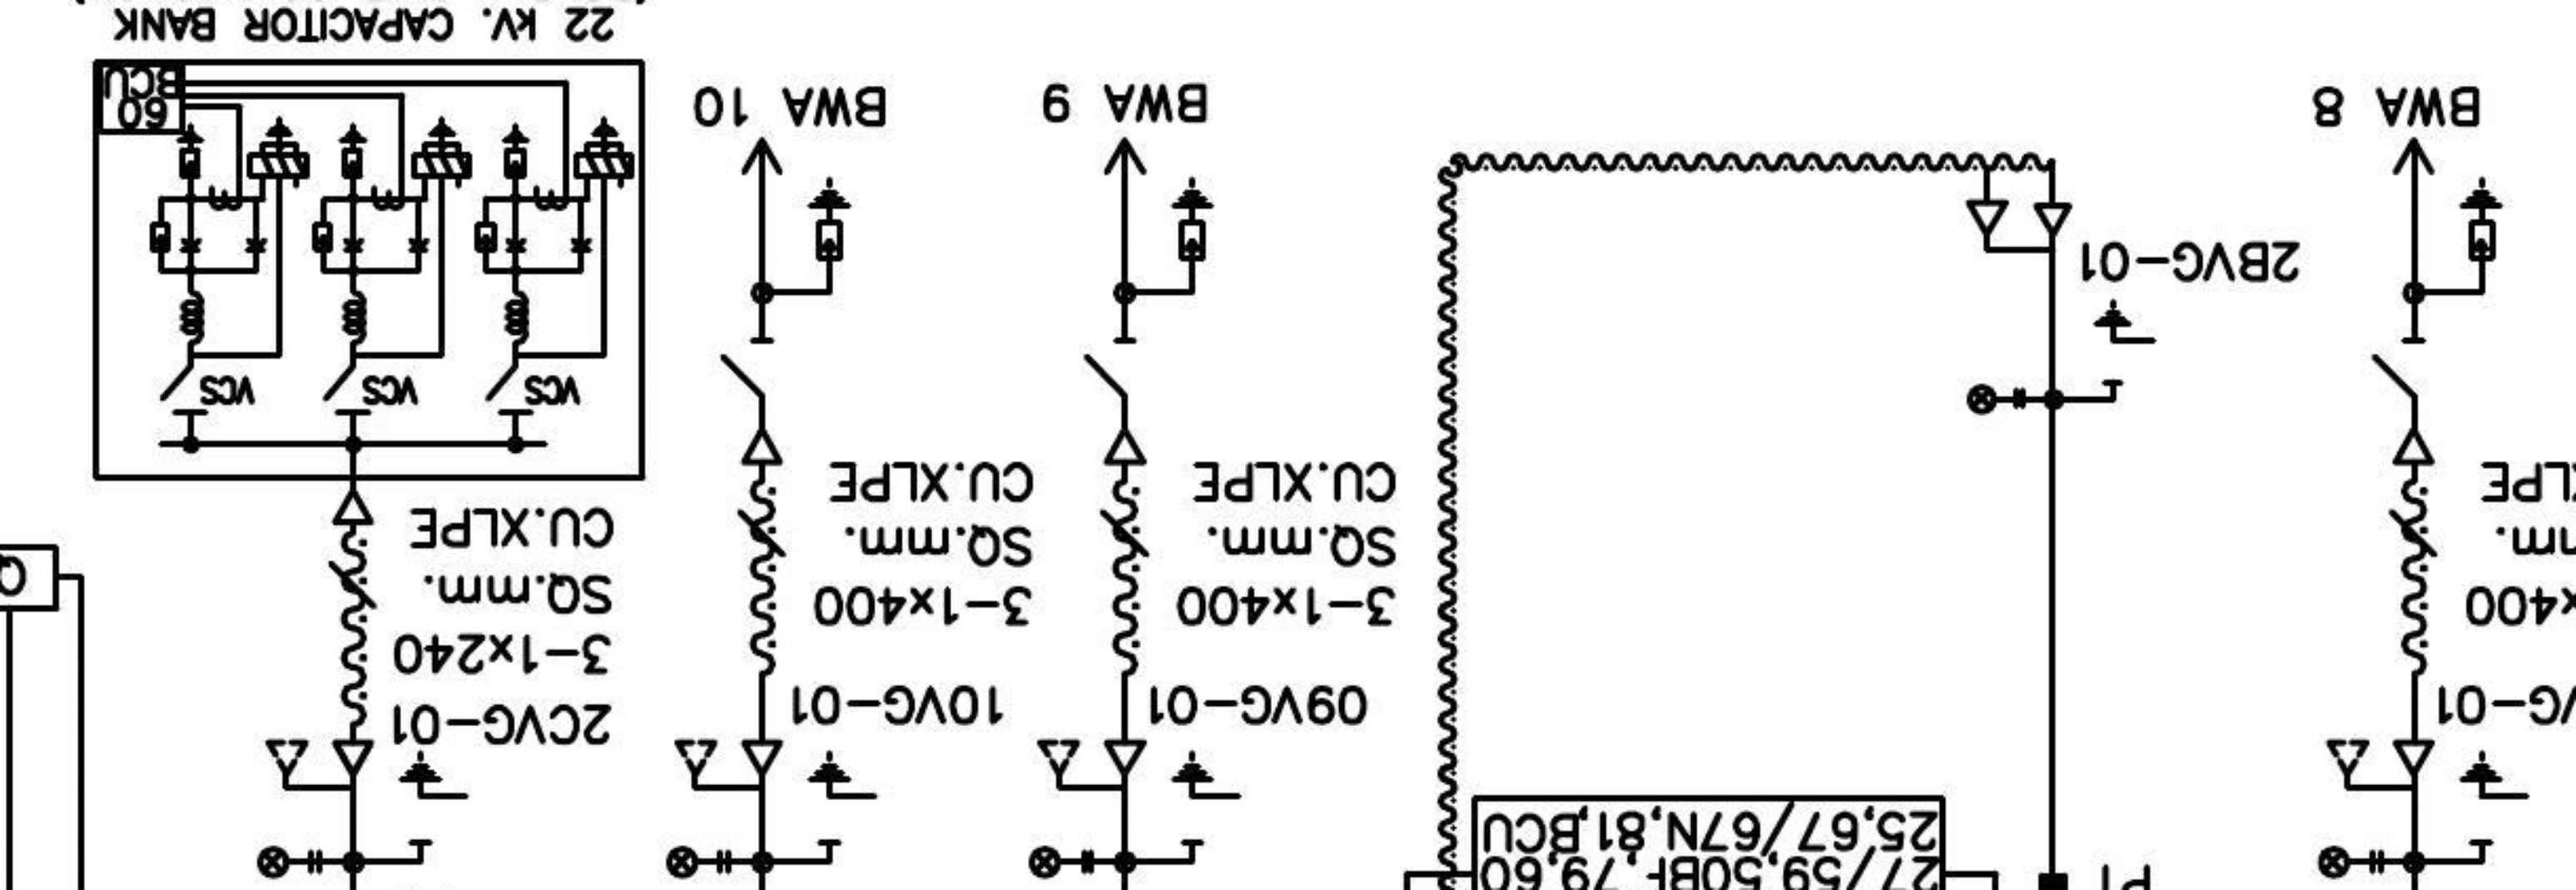 VG-01
x400
LPE
BWA 8
P1
27/59,50BF,79,60
25,67/67N,81,BCU
2BVG-01
09VG-01
3-1x400
SQ.mm.
CU.XLPE
BWA 9
10VG-01
3-1x400
SQ.mm.
CU.XLPE
BWA 10
2CVG-01
3-1x240
SQ.mm.
CU.XLPE
VCS
VCS
VCS
60
BCU
22 kV. CAPACITOR BANK